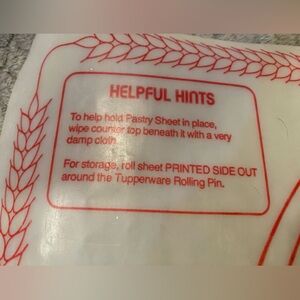 HELPFUL HINTS
To help hold Pastry Sheet in place,
wipe counter top beneath it with a very
damp cloth.
For storage, roll sheet PRINTED SIDE OUT
around the Tupperware Rolling Pin.